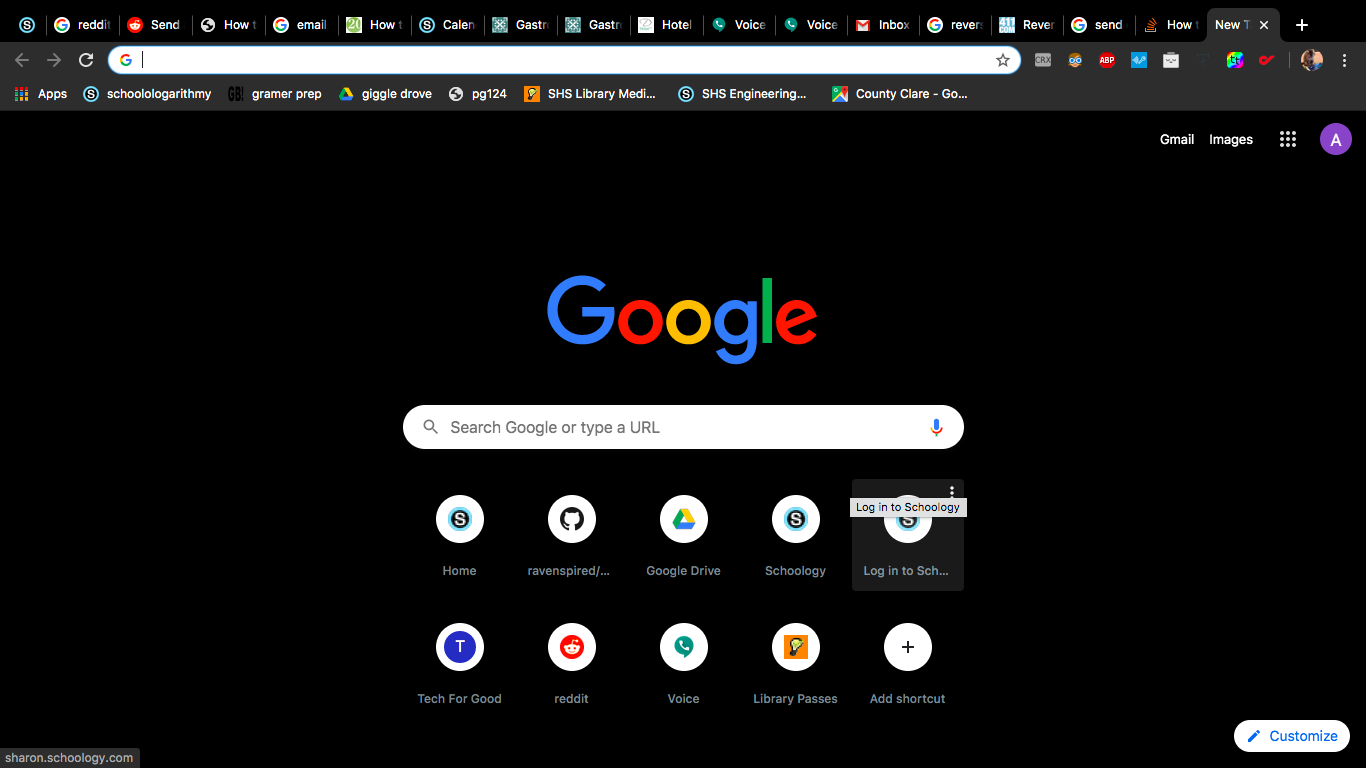 reddit Send How t email How t Calen Gastro Gastro Hotel Voice Voice Inbox revers Rever send How t New T
Apps schoolologarithmy GB! gramer prep giggle drove pg124 SHS Library Medi... SHS Engineering... County Clare - Go...
CRX ABP
Gmail Images A
Google
Search Google or type a URL
Log in to Schoology
Home ravenspired/... Google Drive Schoology Log in to Sch...
T
Tech For Good reddit Voice Library Passes Add shortcut
Customize
sharon.schoology.com